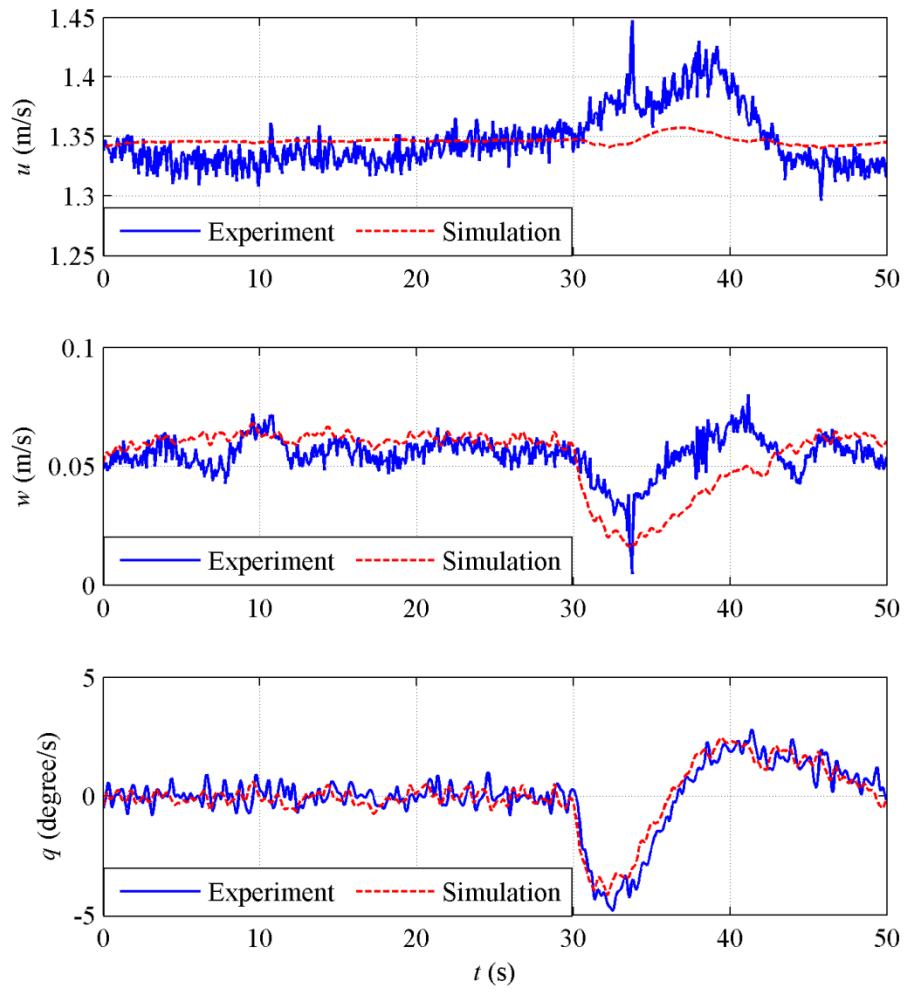 1.45
1.4
1.35
1.3
1.25
u (m/s)
Experiment Simulation
0 10 20 30 40 50
0.1
0.05
0
w (m/s)
Experiment Simulation
0 10 20 30 40 50
5
0
-5
q (degree/s)
Experiment Simulation
0 10 20 30 40 50
t (s)